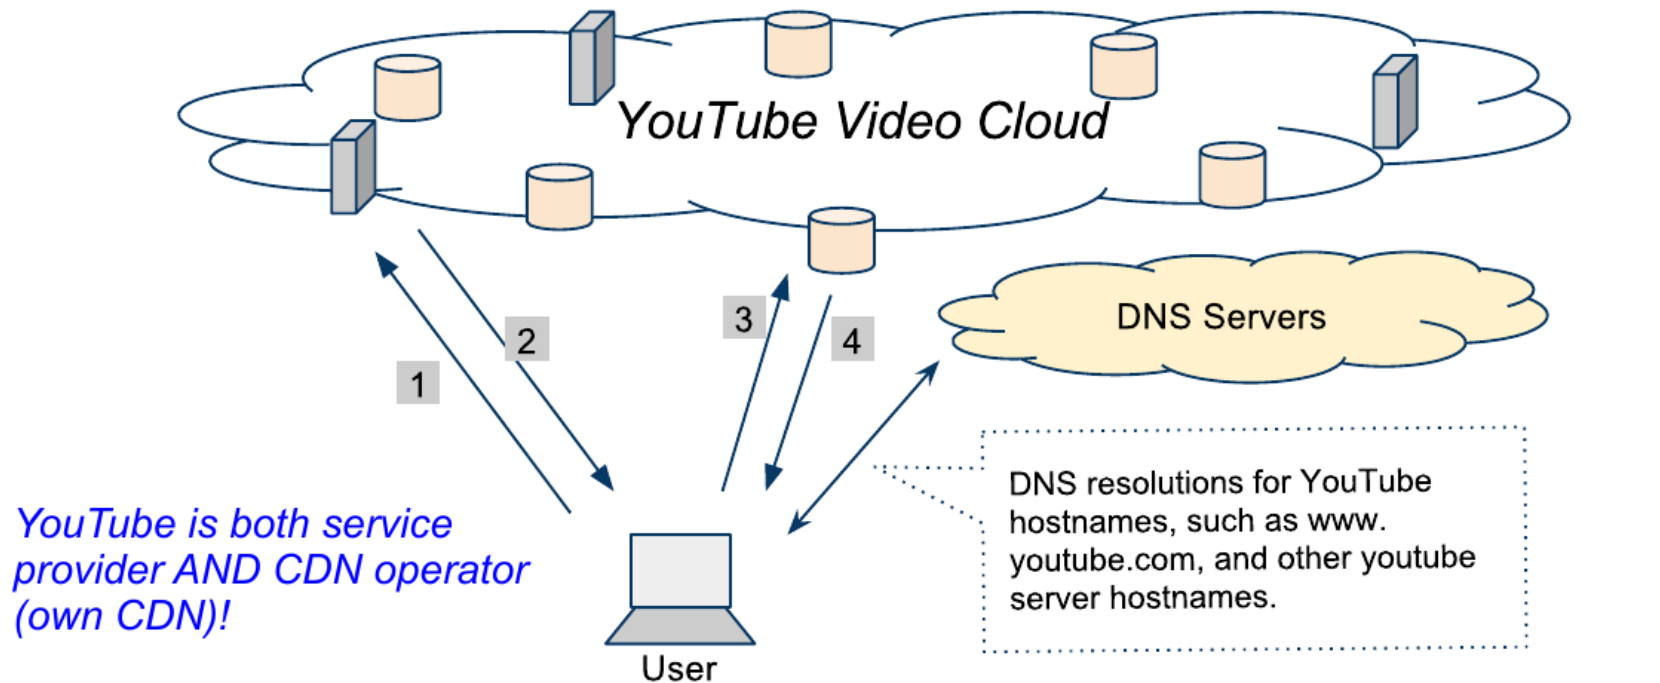 YouTube Video Cloud
3
2
4
1
DNS Servers
YouTube is both service
provider AND CDN operator
(own CDN)!
DNS resolutions for YouTube
hostnames, such as www.
youtube.com, and other youtube
server hostnames.
User